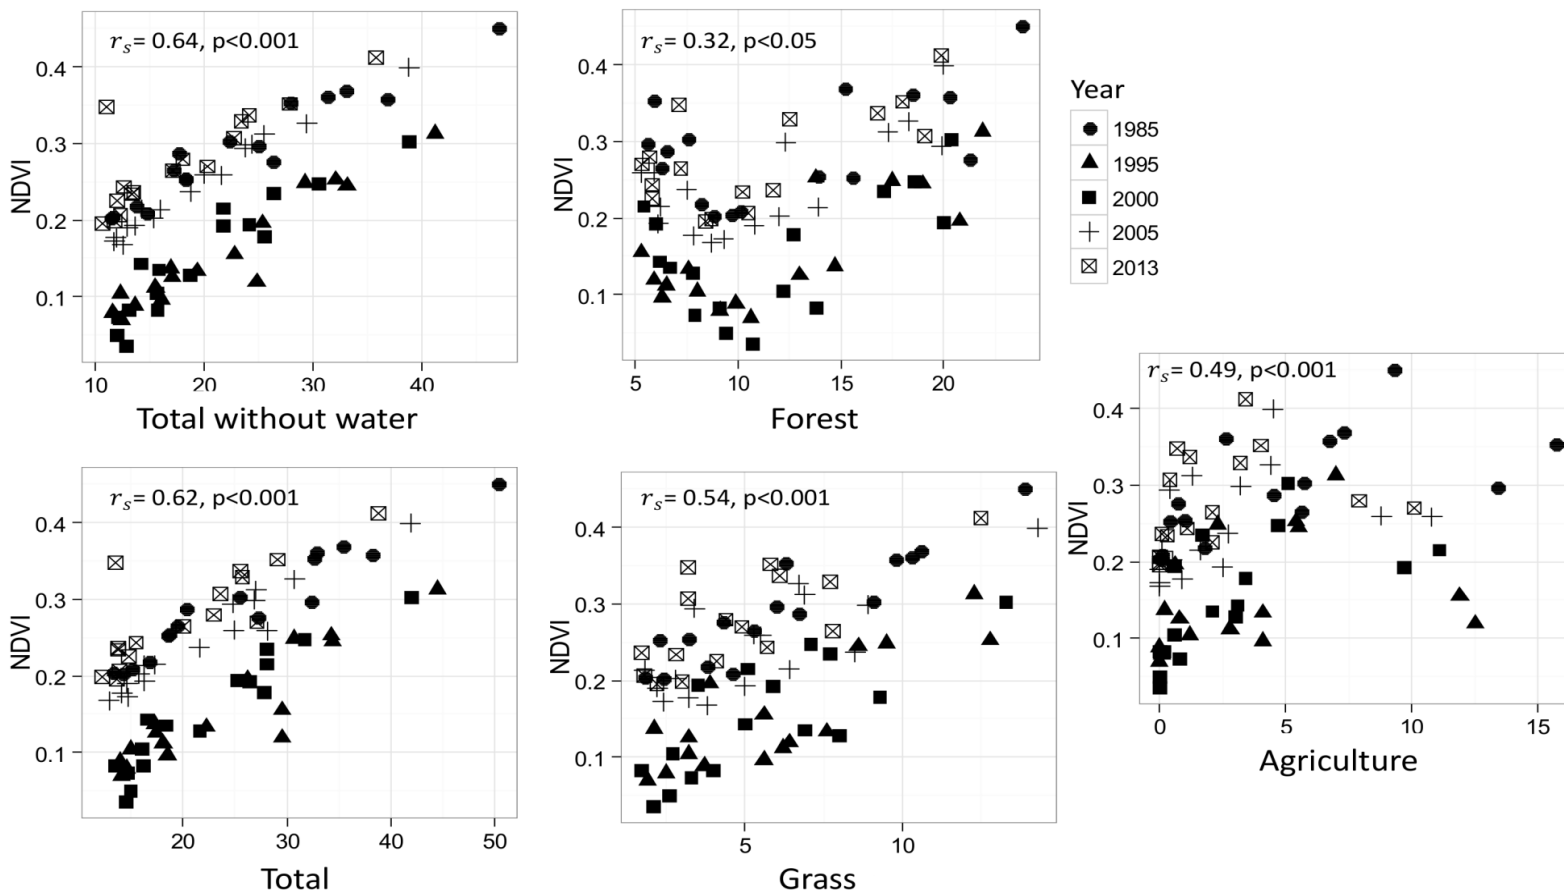 r_s= 0.64, p<0.001
NDVI
0.4
0.3
0.2
0.1
10 20 30 40
Total without water
r_s= 0.32, p<0.05
NDVI
0.4
0.3
0.2
0.1
5 10 15 20
Forest
Year
1985
1995
2000
2005
2013
r_s= 0.62, p<0.001
NDVI
0.4
0.3
0.2
0.1
20 30 40 50
Total
r_s= 0.54, p<0.001
NDVI
0.4
0.3
0.2
0.1
5 10
Grass
r_s= 0.49, p<0.001
NDVI
0.4
0.3
0.2
0.1
0 5 10 15
Agriculture